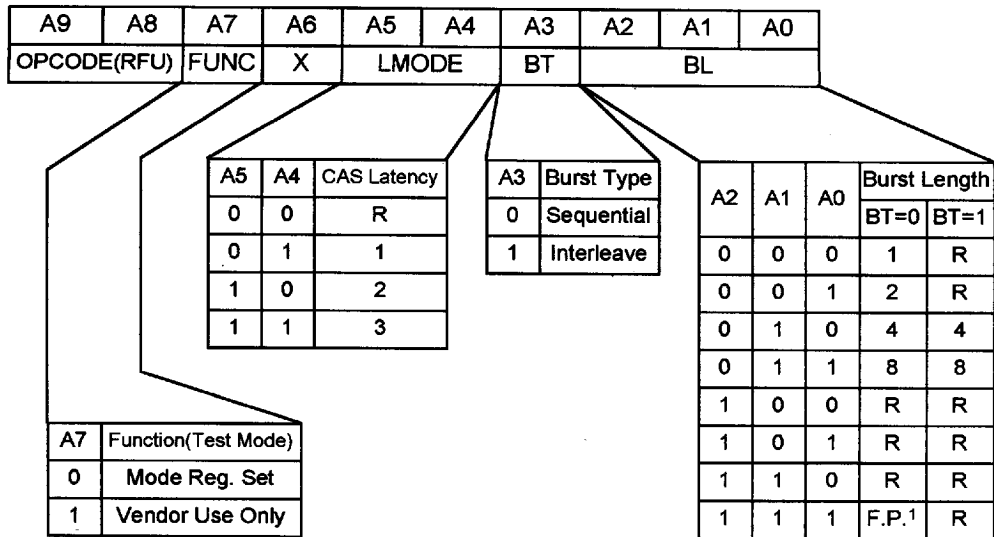 A9 A8 A7 A6 A5 A4 A3 A2 A1 A0
OPCODE(RFU) FUNC X LMODE BT BL
A5 A4 CAS Latency
0 0 R
0 1 1
1 0 2
1 1 3
A3 Burst Type
0 Sequential
1 Interleave
A2 A1 A0 Burst Length
BT=0 BT=1
0 0 0 1 R
0 0 1 2 R
0 1 0 4 4
0 1 1 8 8
1 0 0 R R
1 0 1 R R
1 1 0 R R
1 1 1 F.P.¹ R
A7 Function(Test Mode)
0 Mode Reg. Set
1 Vendor Use Only